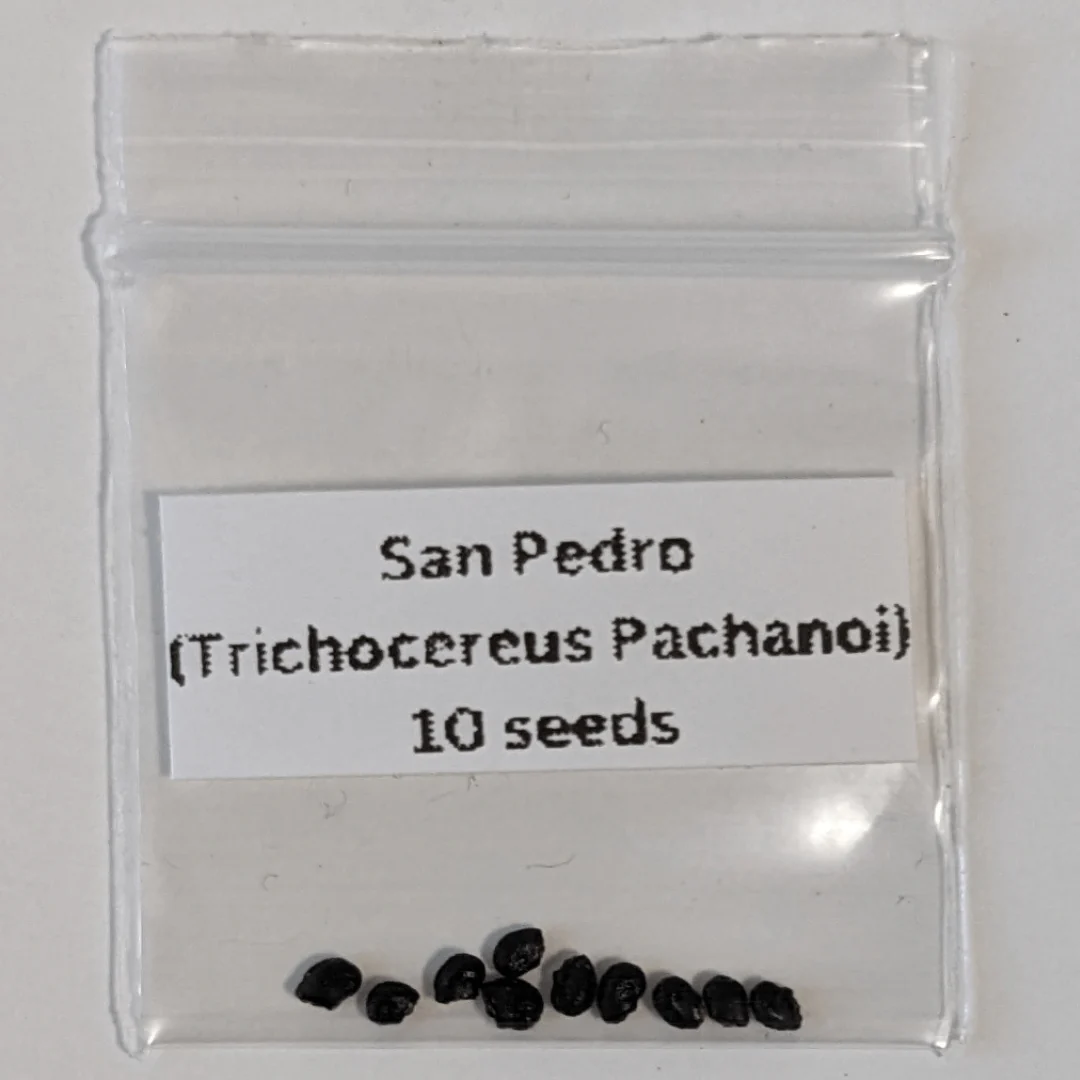 San Pedro
(Trichocereus Pachanoi)
10 seeds